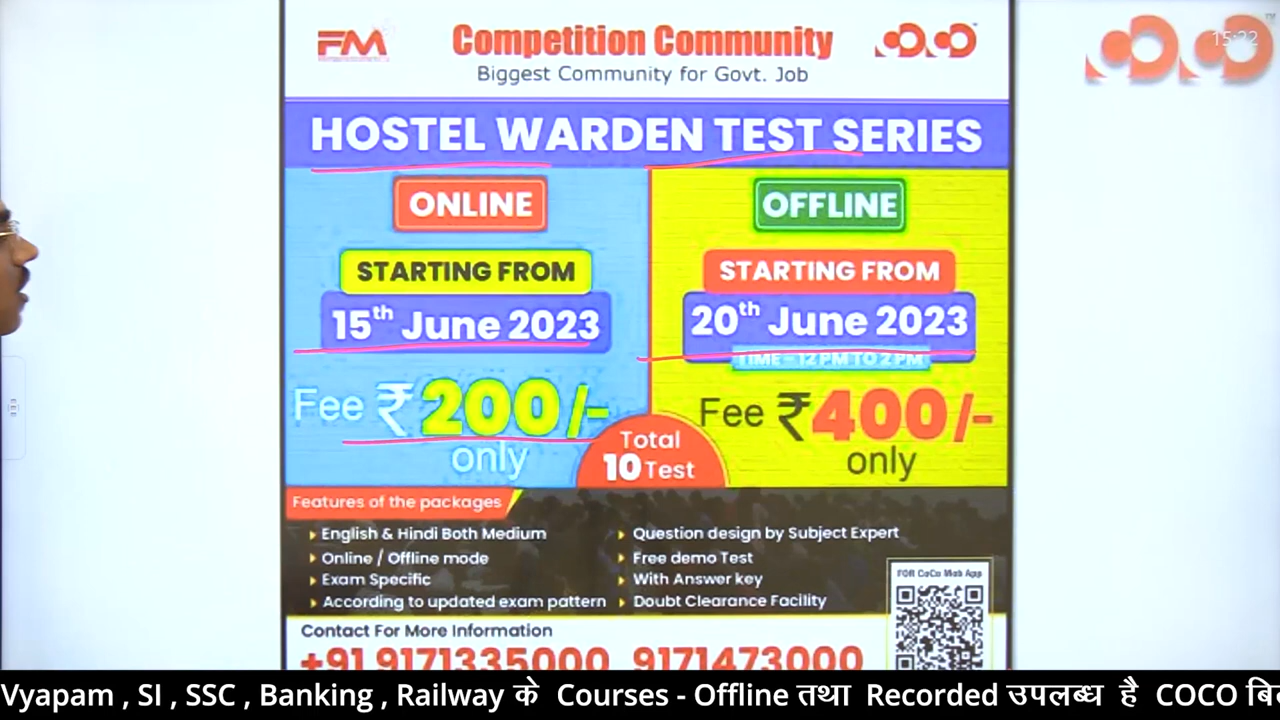 FM
Competition Community
Biggest Community for Govt. Job
15:22
HOSTEL WARDEN TEST SERIES
ONLINE
STARTING FROM
15th June 2023
Fee ₹200/-
only
OFFLINE
STARTING FROM
20th June 2023
TIME - 12 PM TO 2 PM
Fee ₹400/-
only
Total
10 Test
Features of the packages
English & Hindi Both Medium
Online / Offline mode
Exam Specific
According to updated exam pattern
Question design by Subject Expert
Free demo Test
With Answer key
Doubt Clearance Facility
FOR CoCo Mob App
Contact For More Information
+91 9171335000 9171473000
Vyapam , SI , SSC , Banking , Railway के Courses - Offline तथा Recorded उपलब्ध है COCO